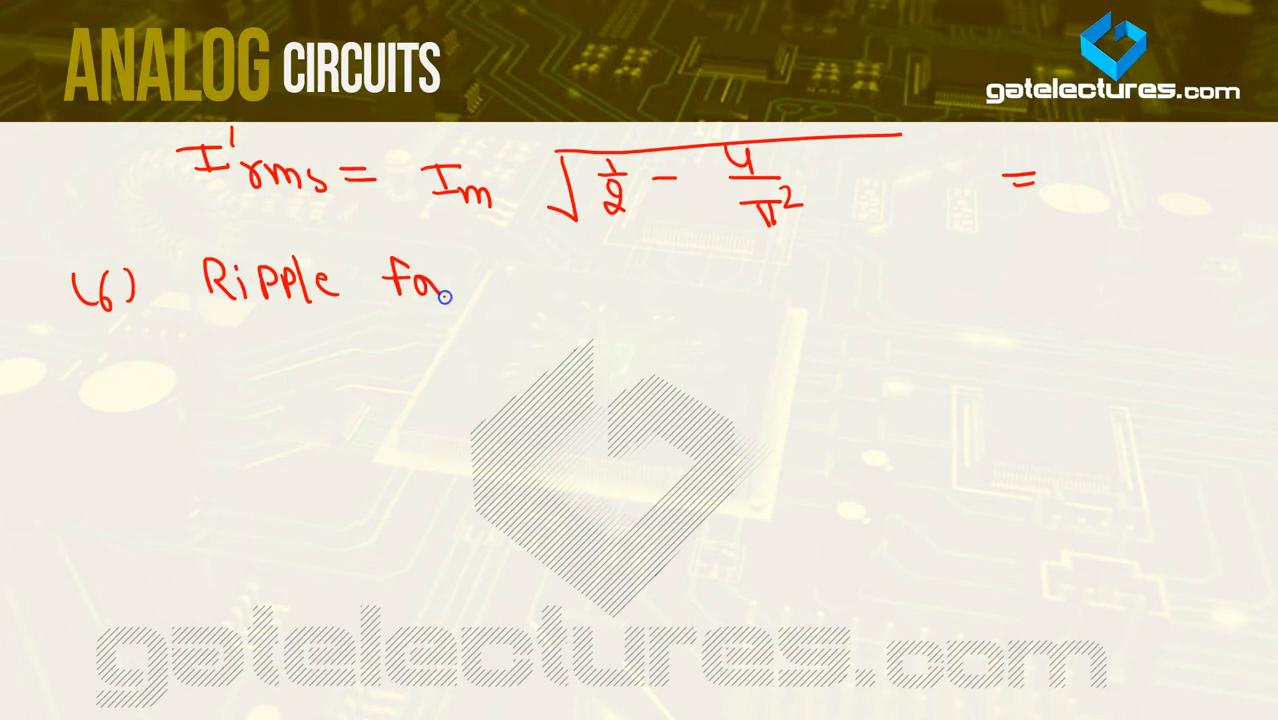 ANALOG CIRCUITS
gatelectures.com
I'rms = Im √(1/2 - 4/π²) =
(6) Ripple fa
gatelectures.com